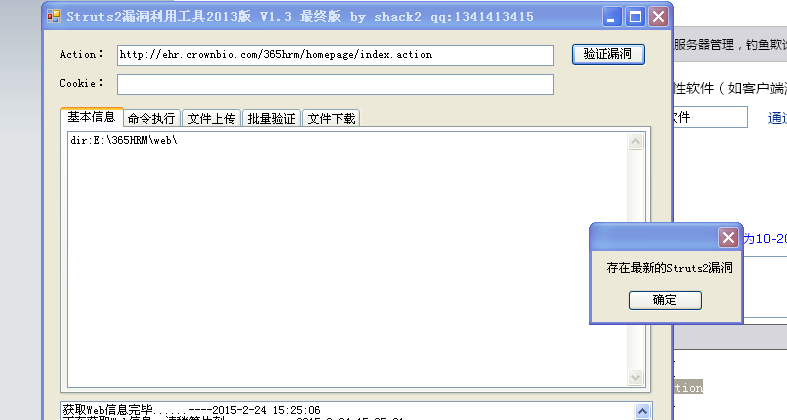 Struts2漏洞利用工具2013版 V1.3 最终版 by shack2 qq:1341413415
服务器管理，钓鱼欺
Action： http://ehr.crownbio.com/365hrm/homepage/index.action 验证漏洞
Cookie：
性软件（如客户端
基本信息 命令执行 文件上传 批量验证 文件下载
软件 通过
dir:E:\365HRM\web\
为10-20
存在最新的Struts2漏洞
确定
tion
获取Web信息完毕......----2015-2-24 15:25:06